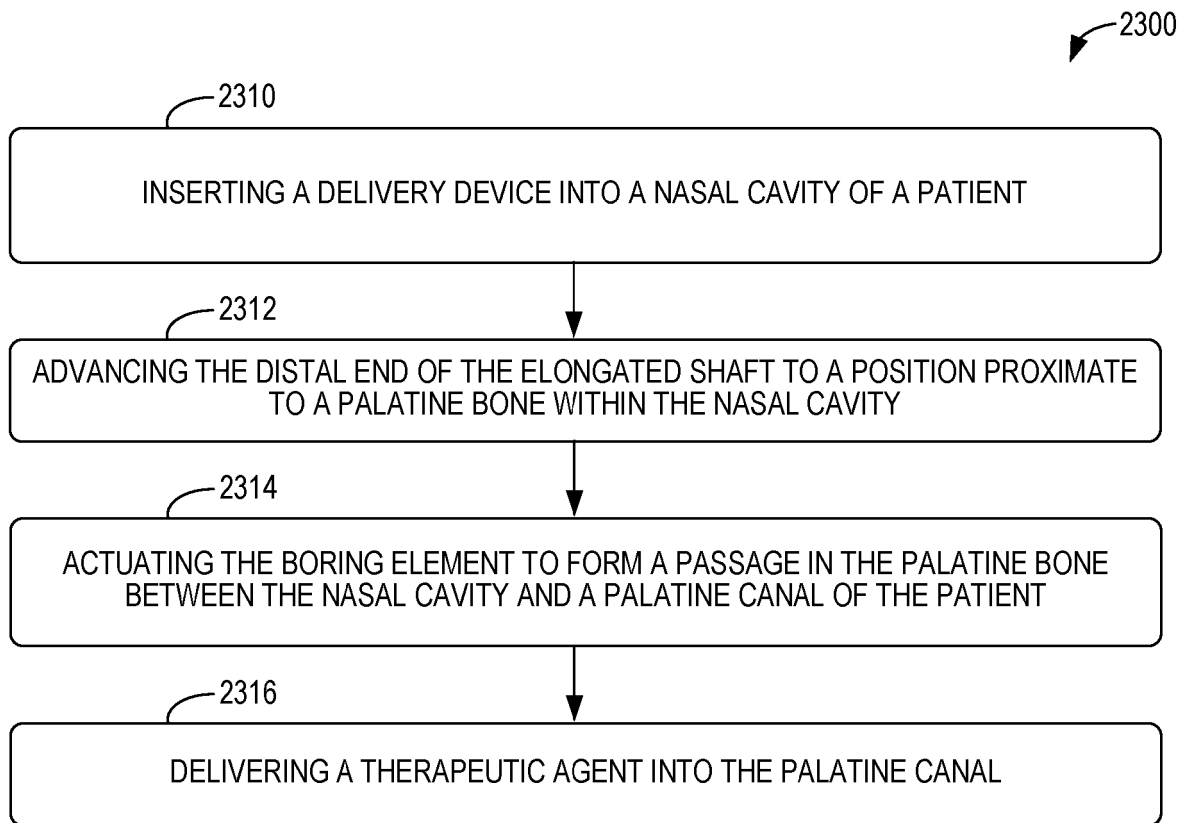 2300
2310
INSERTING A DELIVERY DEVICE INTO A NASAL CAVITY OF A PATIENT
2312
ADVANCING THE DISTAL END OF THE ELONGATED SHAFT TO A POSITION PROXIMATE
TO A PALATINE BONE WITHIN THE NASAL CAVITY
2314
ACTUATING THE BORING ELEMENT TO FORM A PASSAGE IN THE PALATINE BONE
BETWEEN THE NASAL CAVITY AND A PALATINE CANAL OF THE PATIENT
2316
DELIVERING A THERAPEUTIC AGENT INTO THE PALATINE CANAL